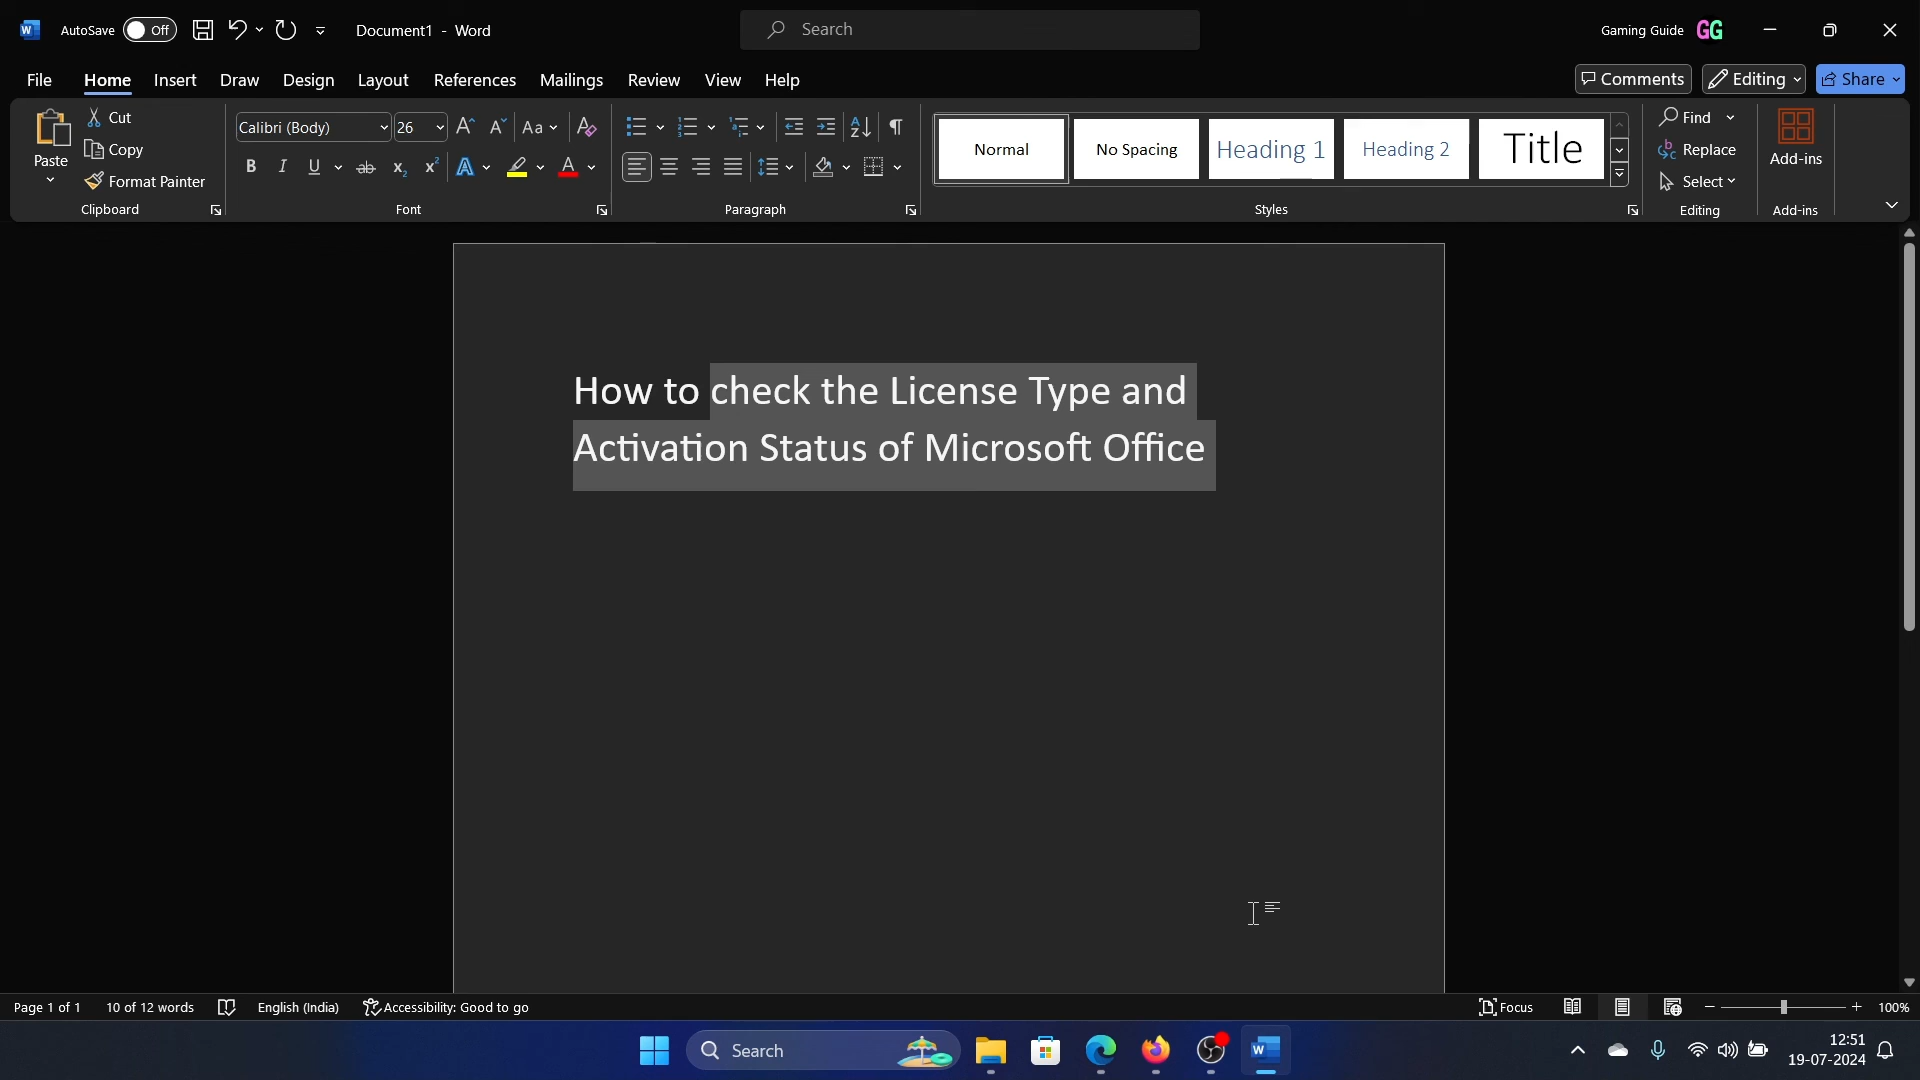 AutoSave Off Document1 - Word Search Gaming Guide GG
File Home Insert Draw Design Layout References Mailings Review View Help Comments Editing Share
Paste Cut Copy Format Painter
Clipboard
Calibri (Body) 26 Aa
B I U ab x₂ x² A A
Font
Paragraph
Normal No Spacing Heading 1 Heading 2 Title
Styles
Find
Replace
Select
Editing
Add-ins
Add-ins
How to check the License Type and
Activation Status of Microsoft Office
Page 1 of 1 10 of 12 words English (India) Accessibility: Good to go Focus 100%
Search
12:51
19-07-2024